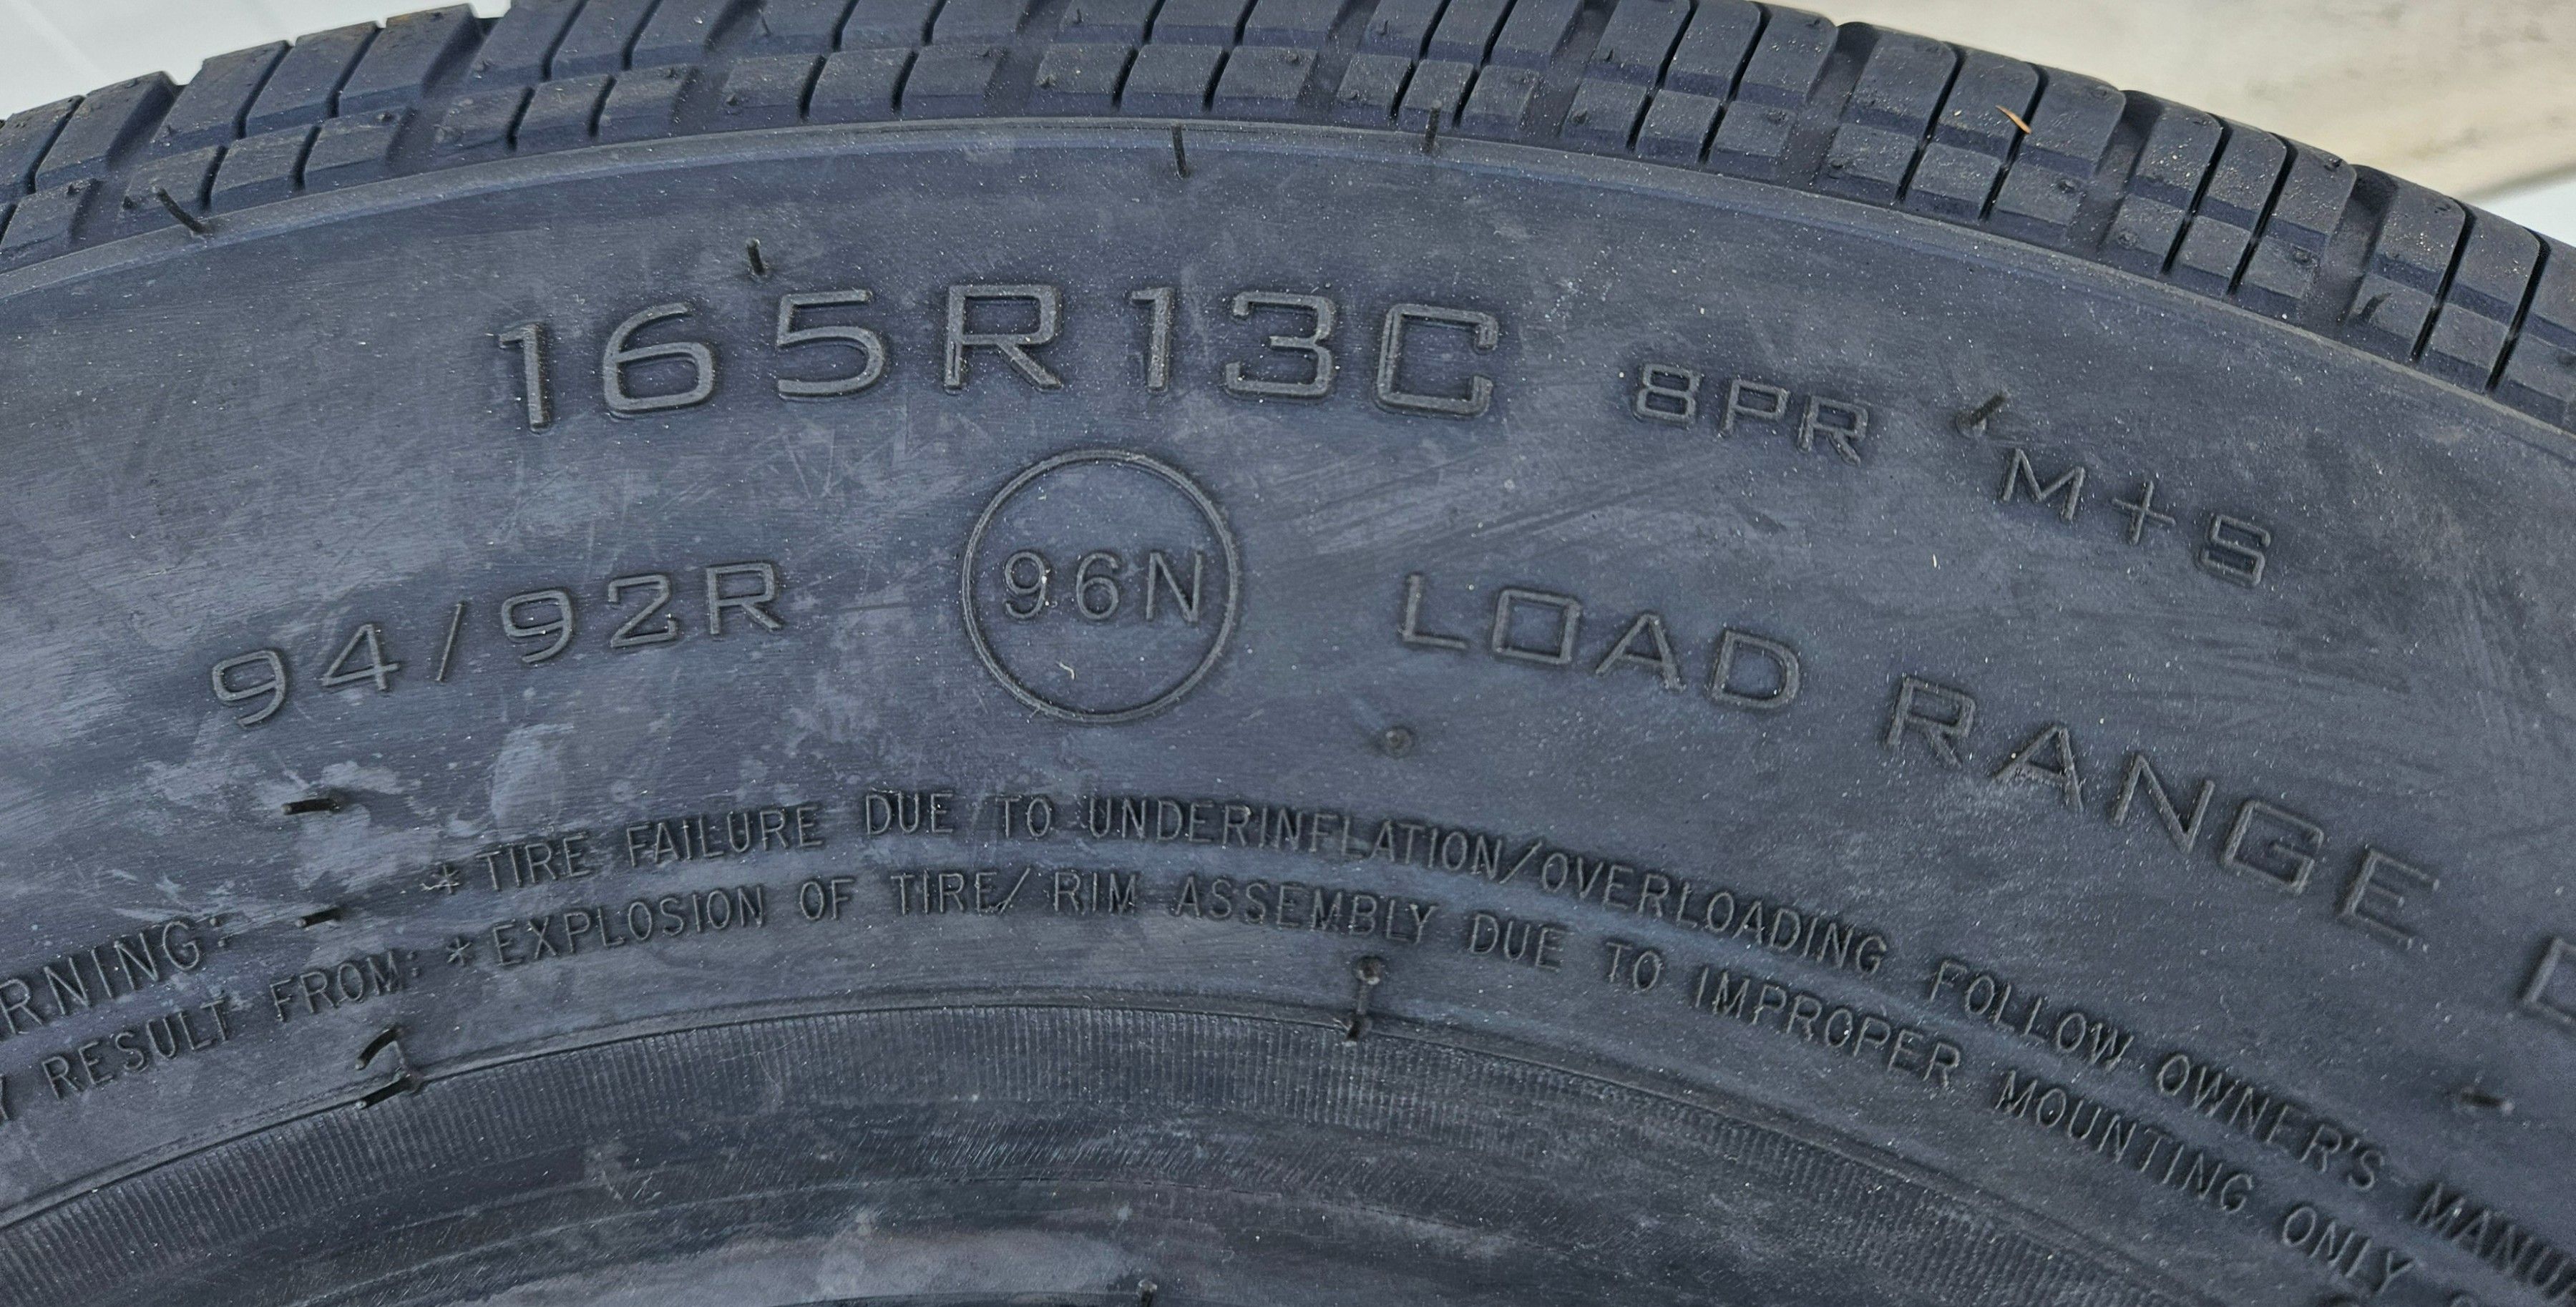 165R13C 8PR M+S
94/92R 96N LOAD RANGE
* TIRE FAILURE DUE TO UNDERINFLATION/OVERLOADING FOLLOW OWNER'S
RNING:
RESULT FROM: * EXPLOSION OF TIRE/ RIM ASSEMBLY DUE TO IMPROPER MOUNTING ONLY